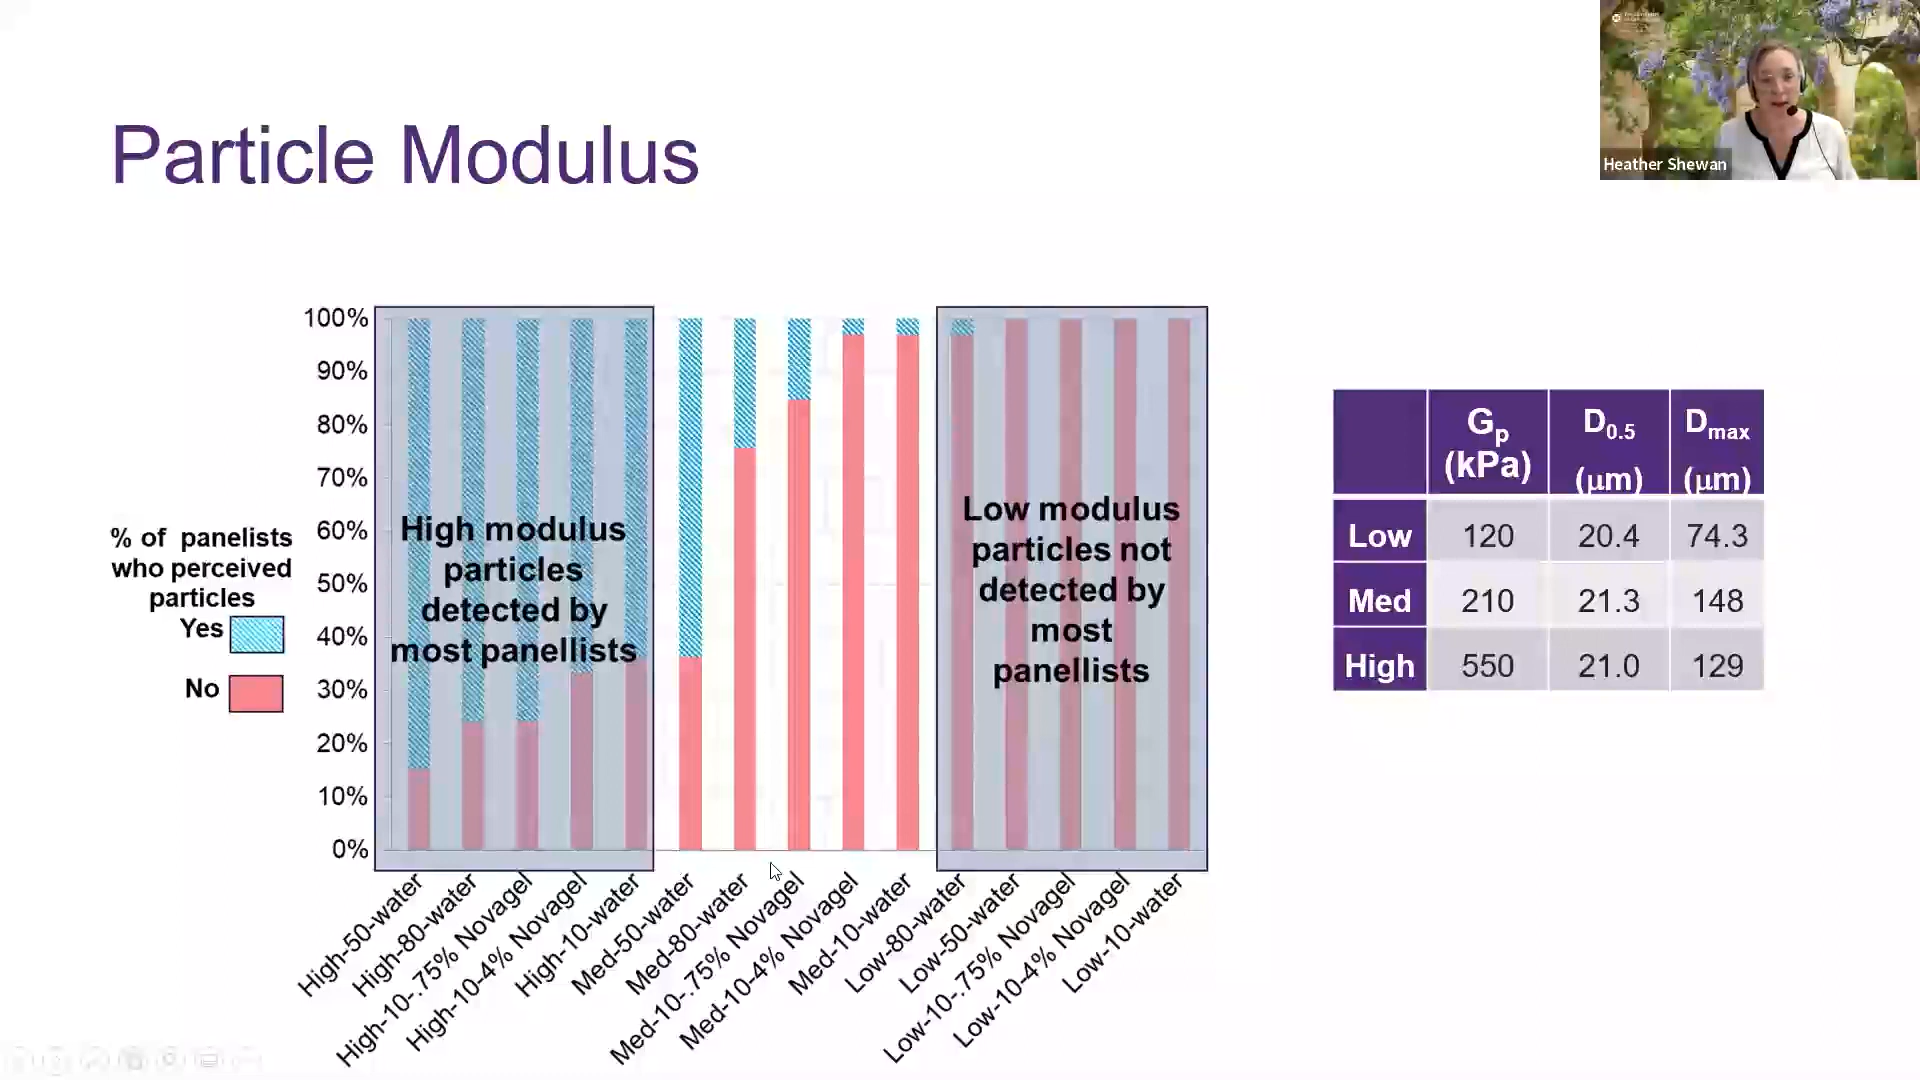 Heather Shewan
Particle Modulus
100%
90%
80%
70%
60%
50%
40%
30%
20%
10%
0%
% of panelists
who perceived
particles
Yes
No
High modulus
particles
detected by
most panellists
Low modulus
particles not
detected by
most
panellists
High-50-water
High-80-water
High-10-.75% Novagel
High-10-4% Novagel
High-10-water
Med-50-water
Med-80-water
Med-10-.75% Novagel
Med-10-4% Novagel
Med-10-water
Low-80-water
Low-50-water
Low-10-.75% Novagel
Low-10-4% Novagel
Low-10-water
Gp (kPa) D0.5 (μm) Dmax (μm)
Low 120 20.4 74.3
Med 210 21.3 148
High 550 21.0 129